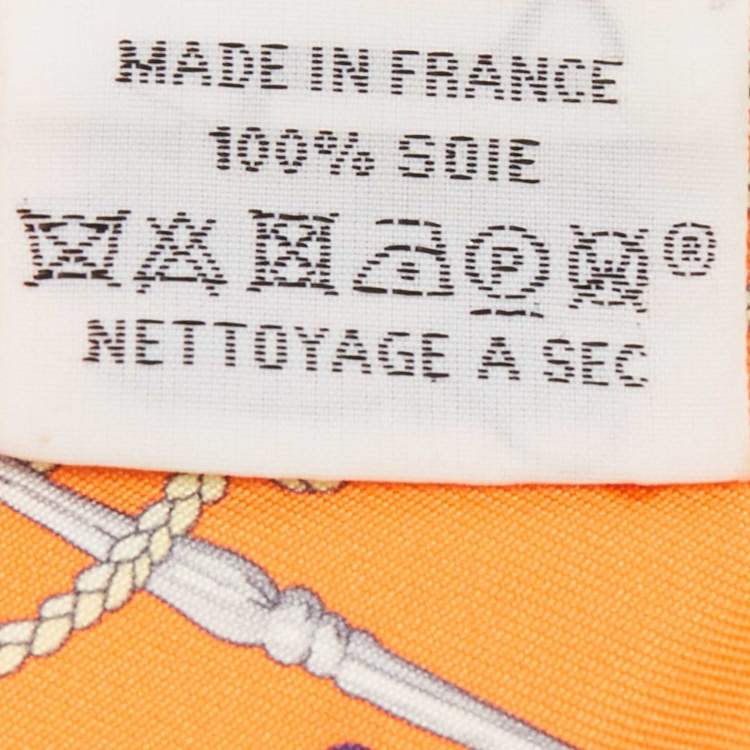 MADE IN FRANCE
100% SOIE
P ®
NETTOYAGE A SEC